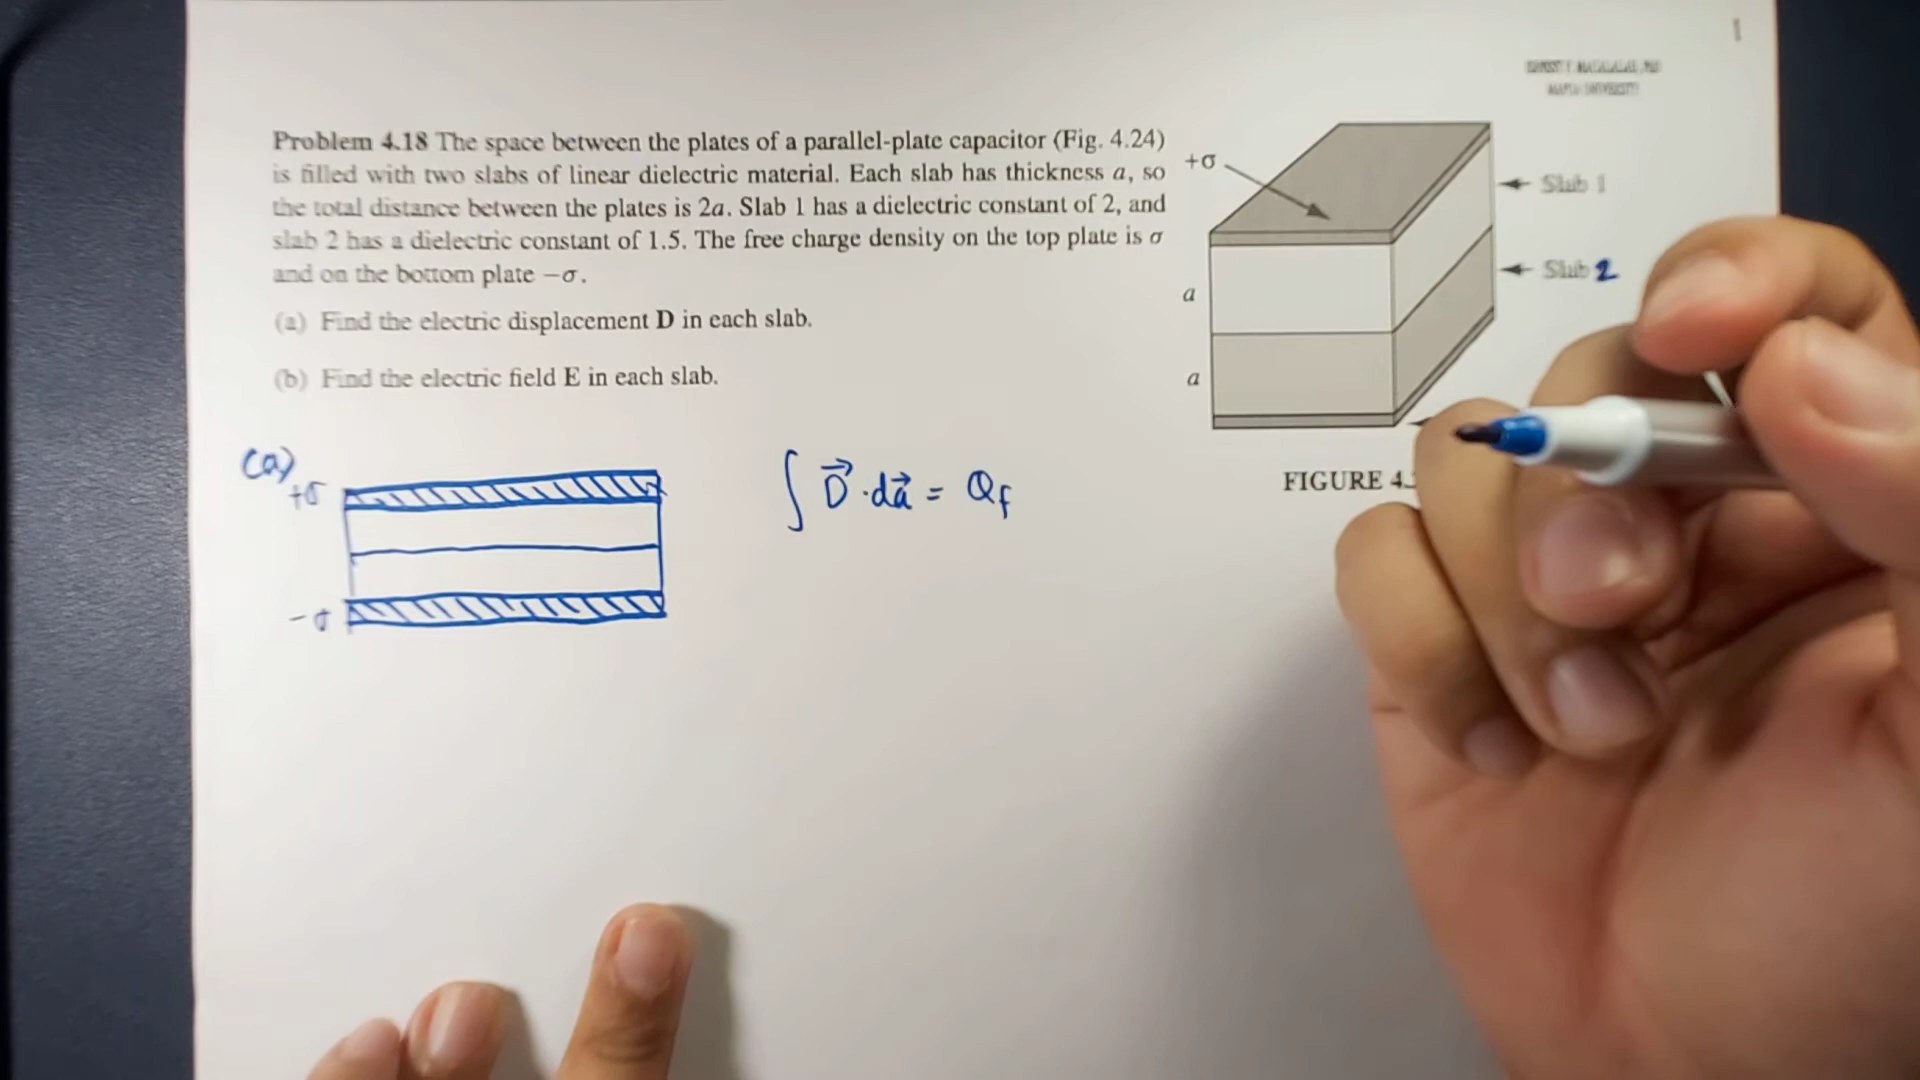 1
UNIVERSITY
Problem 4.18 The space between the plates of a parallel-plate capacitor (Fig. 4.24)
is filled with two slabs of linear dielectric material. Each slab has thickness a, so
the total distance between the plates is 2a. Slab 1 has a dielectric constant of 2, and
slab 2 has a dielectric constant of 1.5. The free charge density on the top plate is σ
and on the bottom plate −σ.
(a) Find the electric displacement D in each slab.
(b) Find the electric field E in each slab.
+σ
Slab 1
Slab 2
a
a
FIGURE 4.
(a)
+σ
-σ
∫ D⃗ · da⃗ = Q_f